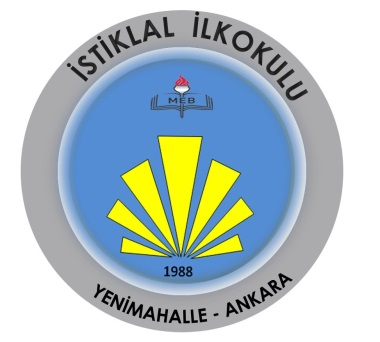 İSTİKLAL İLKOKULU
MEB
1988
YENİMAHALLE - ANKARA